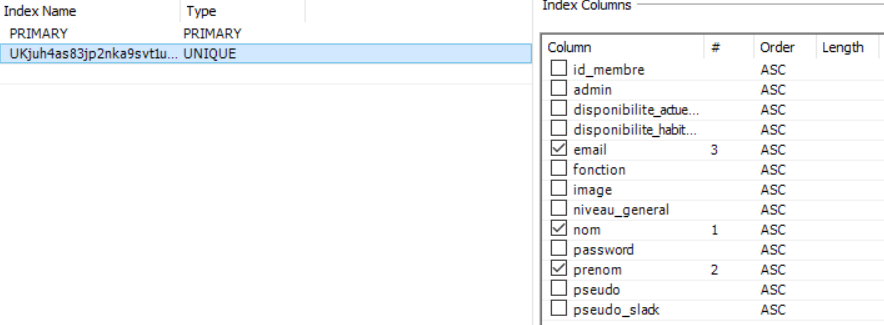 Index Name Type
PRIMARY PRIMARY
UKjuh4as83jp2nka9svt1u... UNIQUE
Index Columns
Column # Order Length
id_membre ASC
admin ASC
disponibilite_actue... ASC
disponibilite_habit... ASC
email 3 ASC
fonction ASC
image ASC
niveau_general ASC
nom 1 ASC
password ASC
prenom 2 ASC
pseudo ASC
pseudo_slack ASC